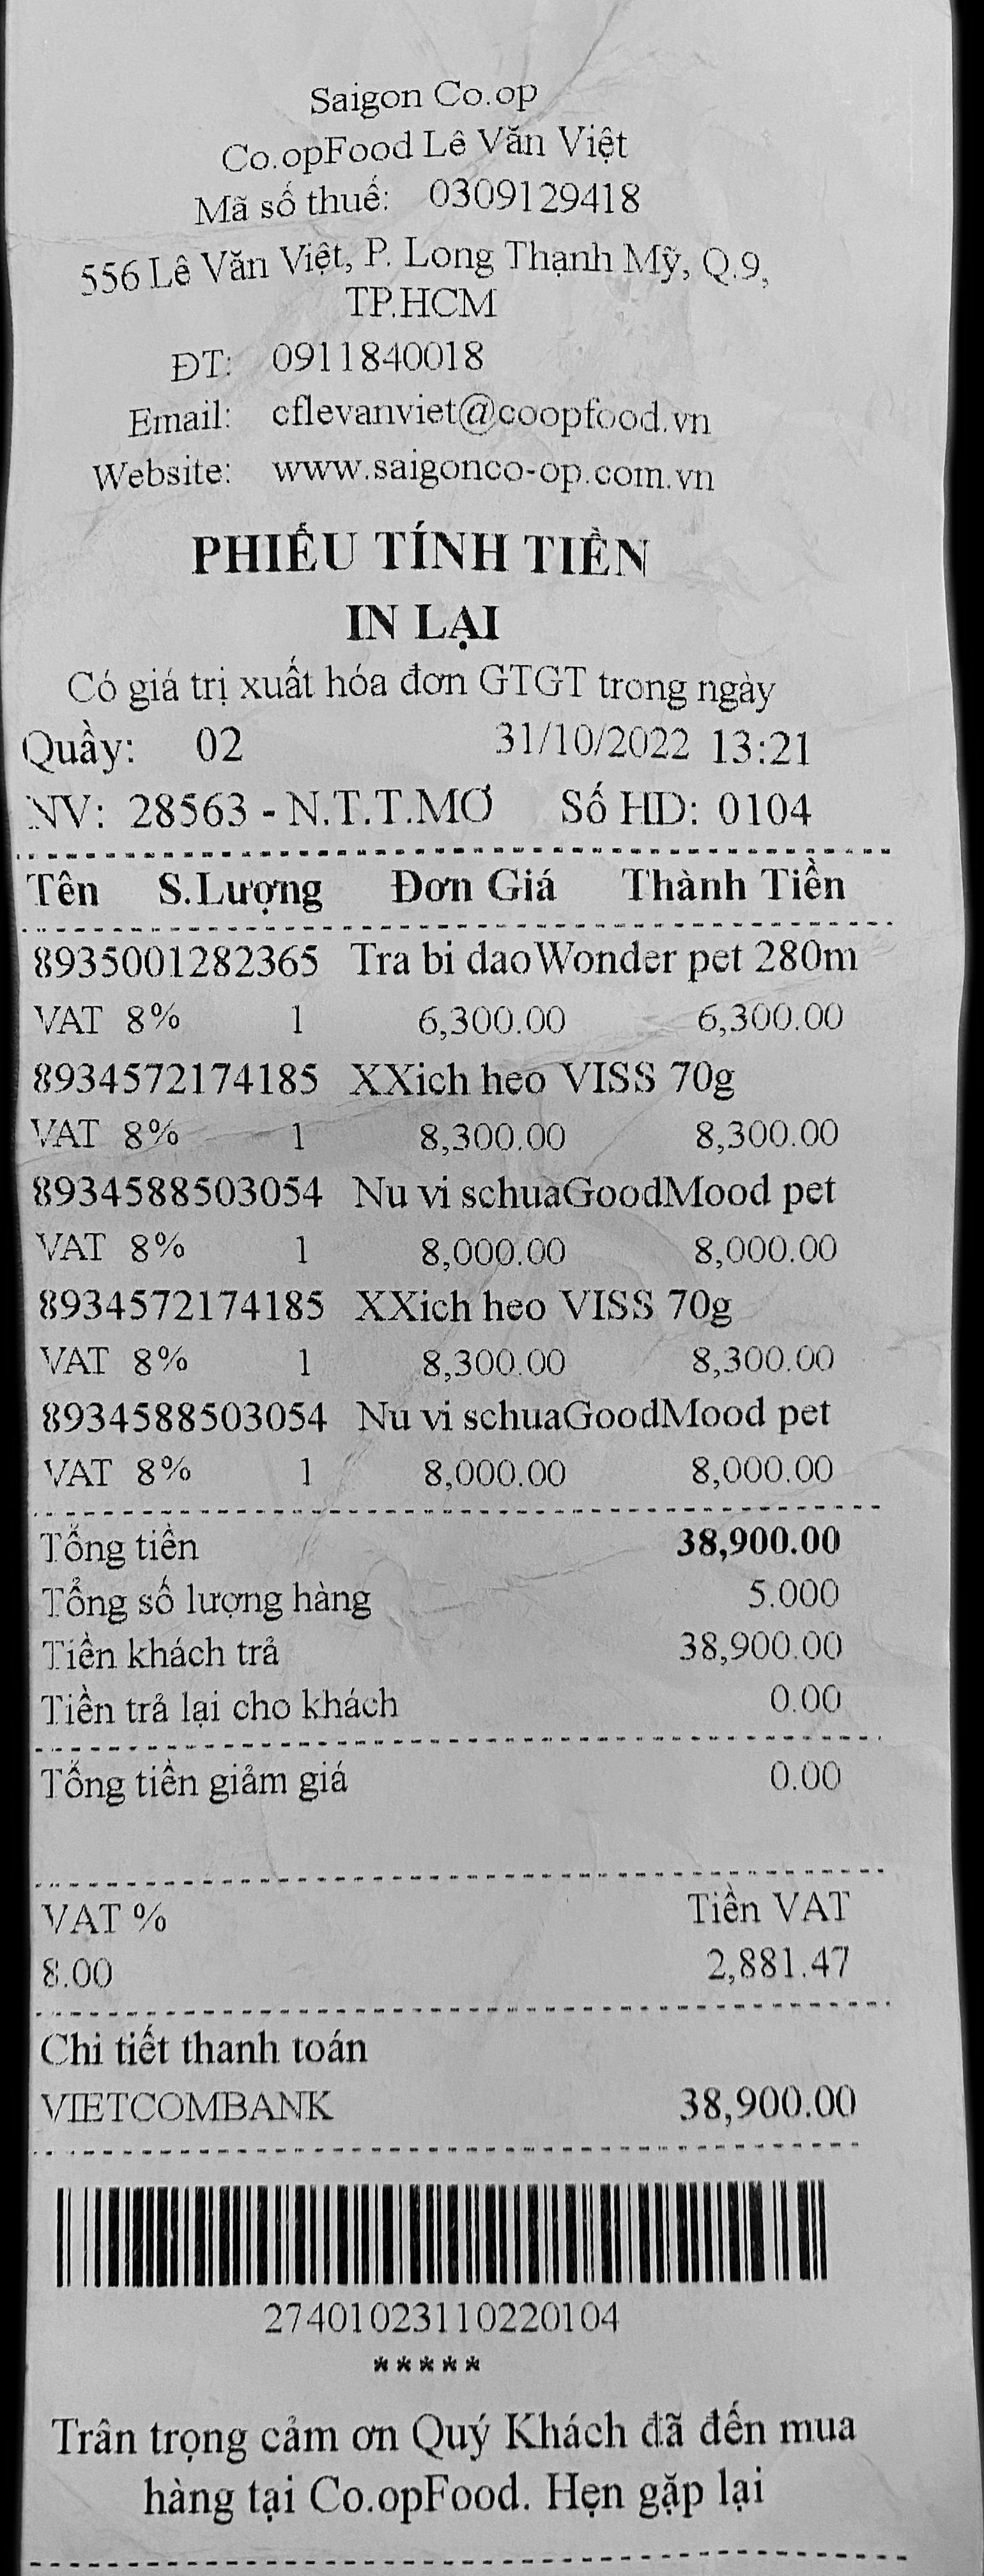 Saigon Co.op
Co.opFood Lê Văn Việt
Mã số thuế: 0309129418
556 Lê Văn Việt, P. Long Thạnh Mỹ, Q.9,
TP.HCM
ĐT: 0911840018
Email: cflevanviet@coopfood.vn
Website: www.saigonco-op.com.vn
PHIẾU TÍNH TIỀN
IN LẠI
Có giá trị xuất hóa đơn GTGT trong ngày
Quầy: 02 31/10/2022 13:21
NV: 28563 - N.T.T.MƠ Số HD: 0104
Tên S.Lượng Đơn Giá Thành Tiền
8935001282365 Tra bi daoWonder pet 280m
VAT 8% 1 6,300.00 6,300.00
8934572174185 XXich heo VISS 70g
VAT 8% 1 8,300.00 8,300.00
8934588503054 Nu vi schuaGoodMood pet
VAT 8% 1 8,000.00 8,000.00
8934572174185 XXich heo VISS 70g
VAT 8% 1 8,300.00 8,300.00
8934588503054 Nu vi schuaGoodMood pet
VAT 8% 1 8,000.00 8,000.00
Tổng tiền 38,900.00
Tổng số lượng hàng 5.000
Tiền khách trả 38,900.00
Tiền trả lại cho khách 0.00
Tổng tiền giảm giá 0.00
VAT % Tiền VAT
8.00 2,881.47
Chi tiết thanh toán
VIETCOMBANK 38,900.00
27401023110220104
*****
Trân trọng cảm ơn Quý Khách đã đến mua
hàng tại Co.opFood. Hẹn gặp lại